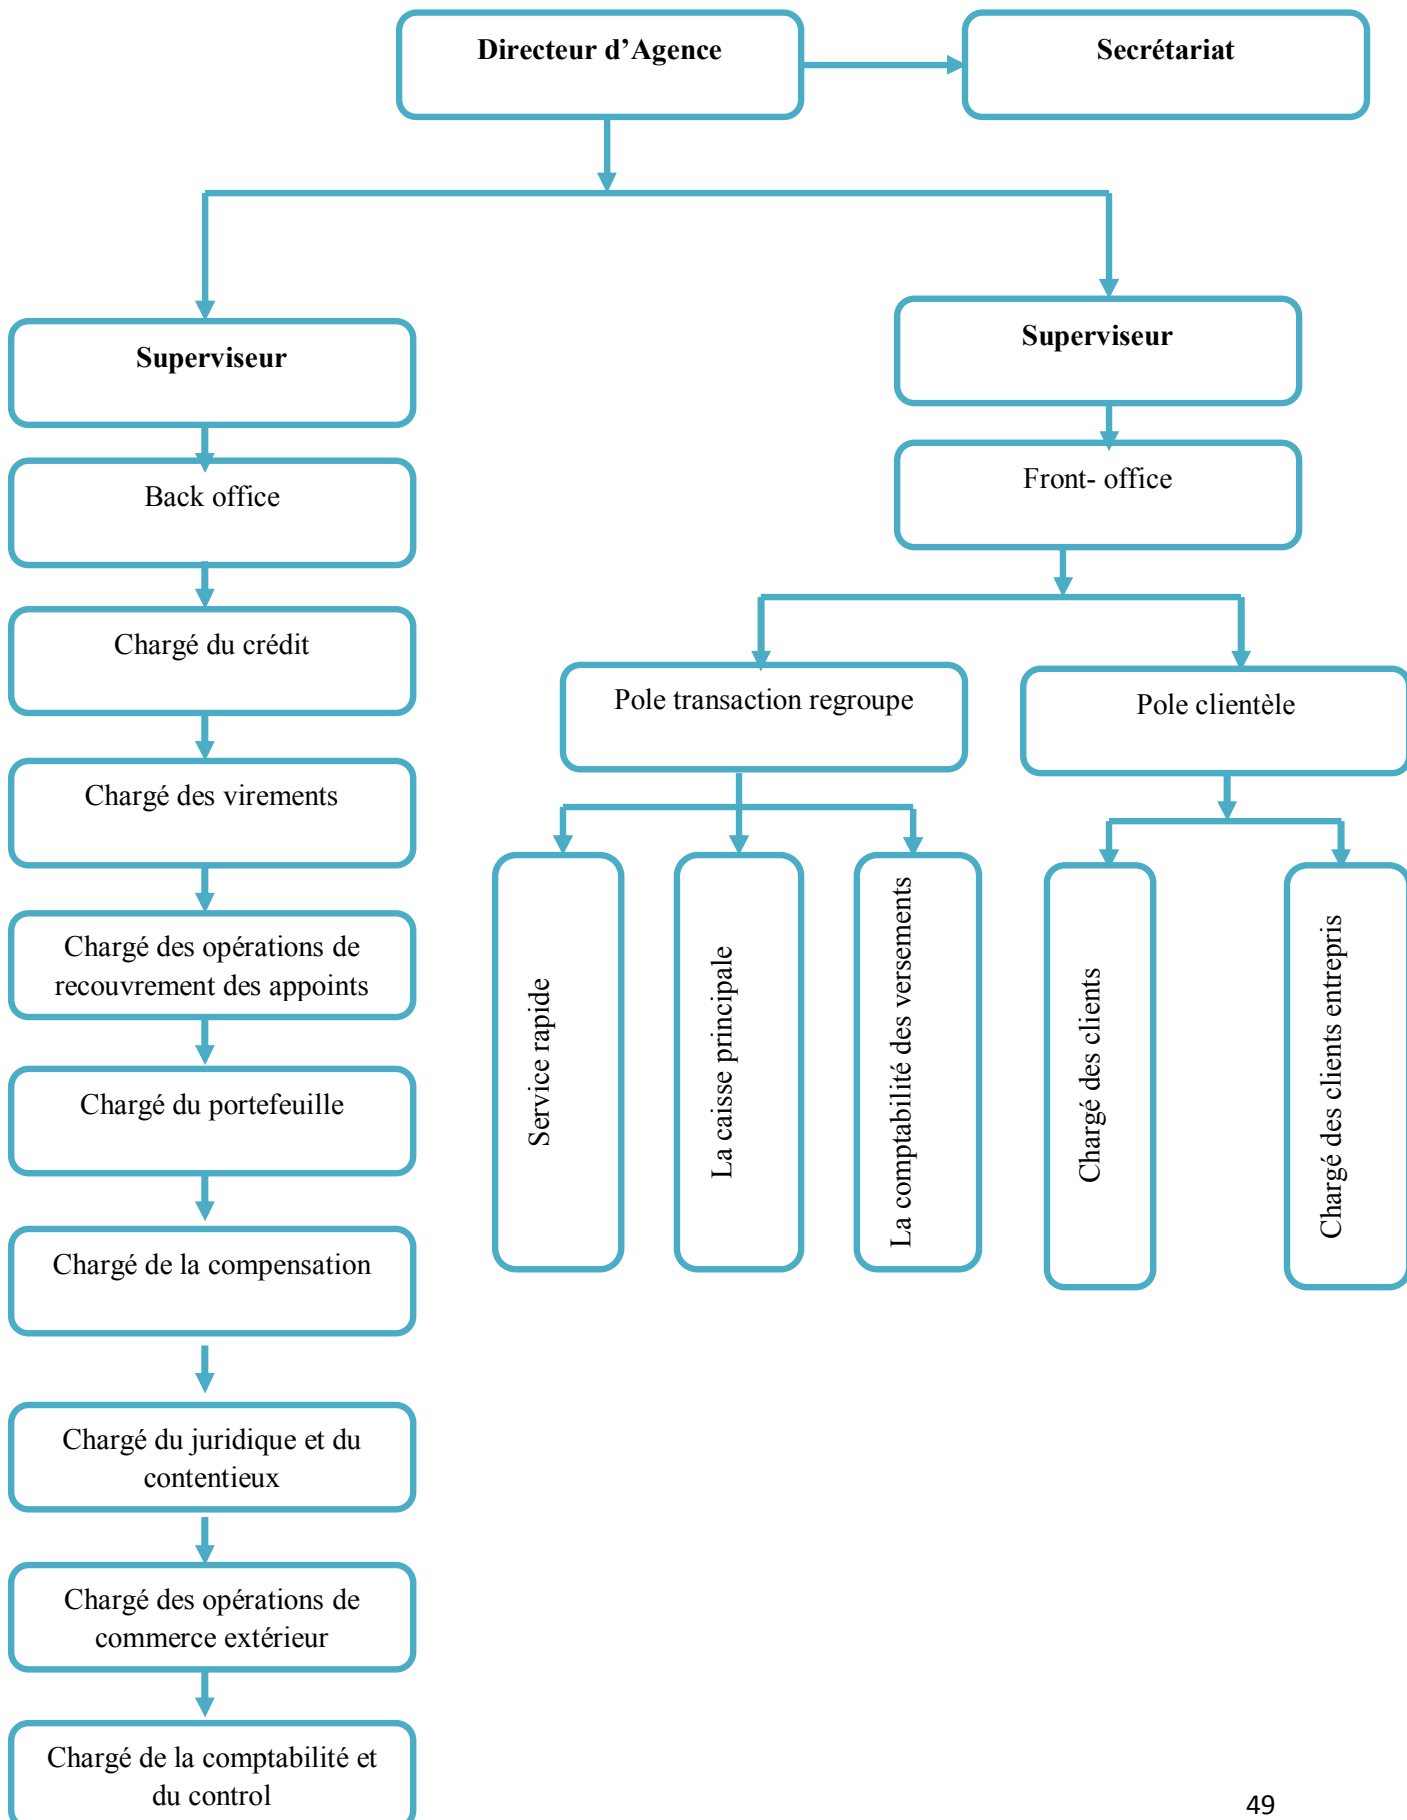 Directeur d’Agence
Secrétariat
Superviseur
Superviseur
Back office
Front- office
Chargé du crédit
Pole transaction regroupe
Pole clientèle
Chargé des virements
Chargé des opérations de
recouvrement des appoints
Chargé du portefeuille
Chargé de la compensation
Chargé du juridique et du
contentieux
Chargé des opérations de
commerce extérieur
Chargé de la comptabilité et
du control
Service rapide
La caisse principale
La comptabilité des versements
Chargé des clients
Chargé des clients entrepris
49